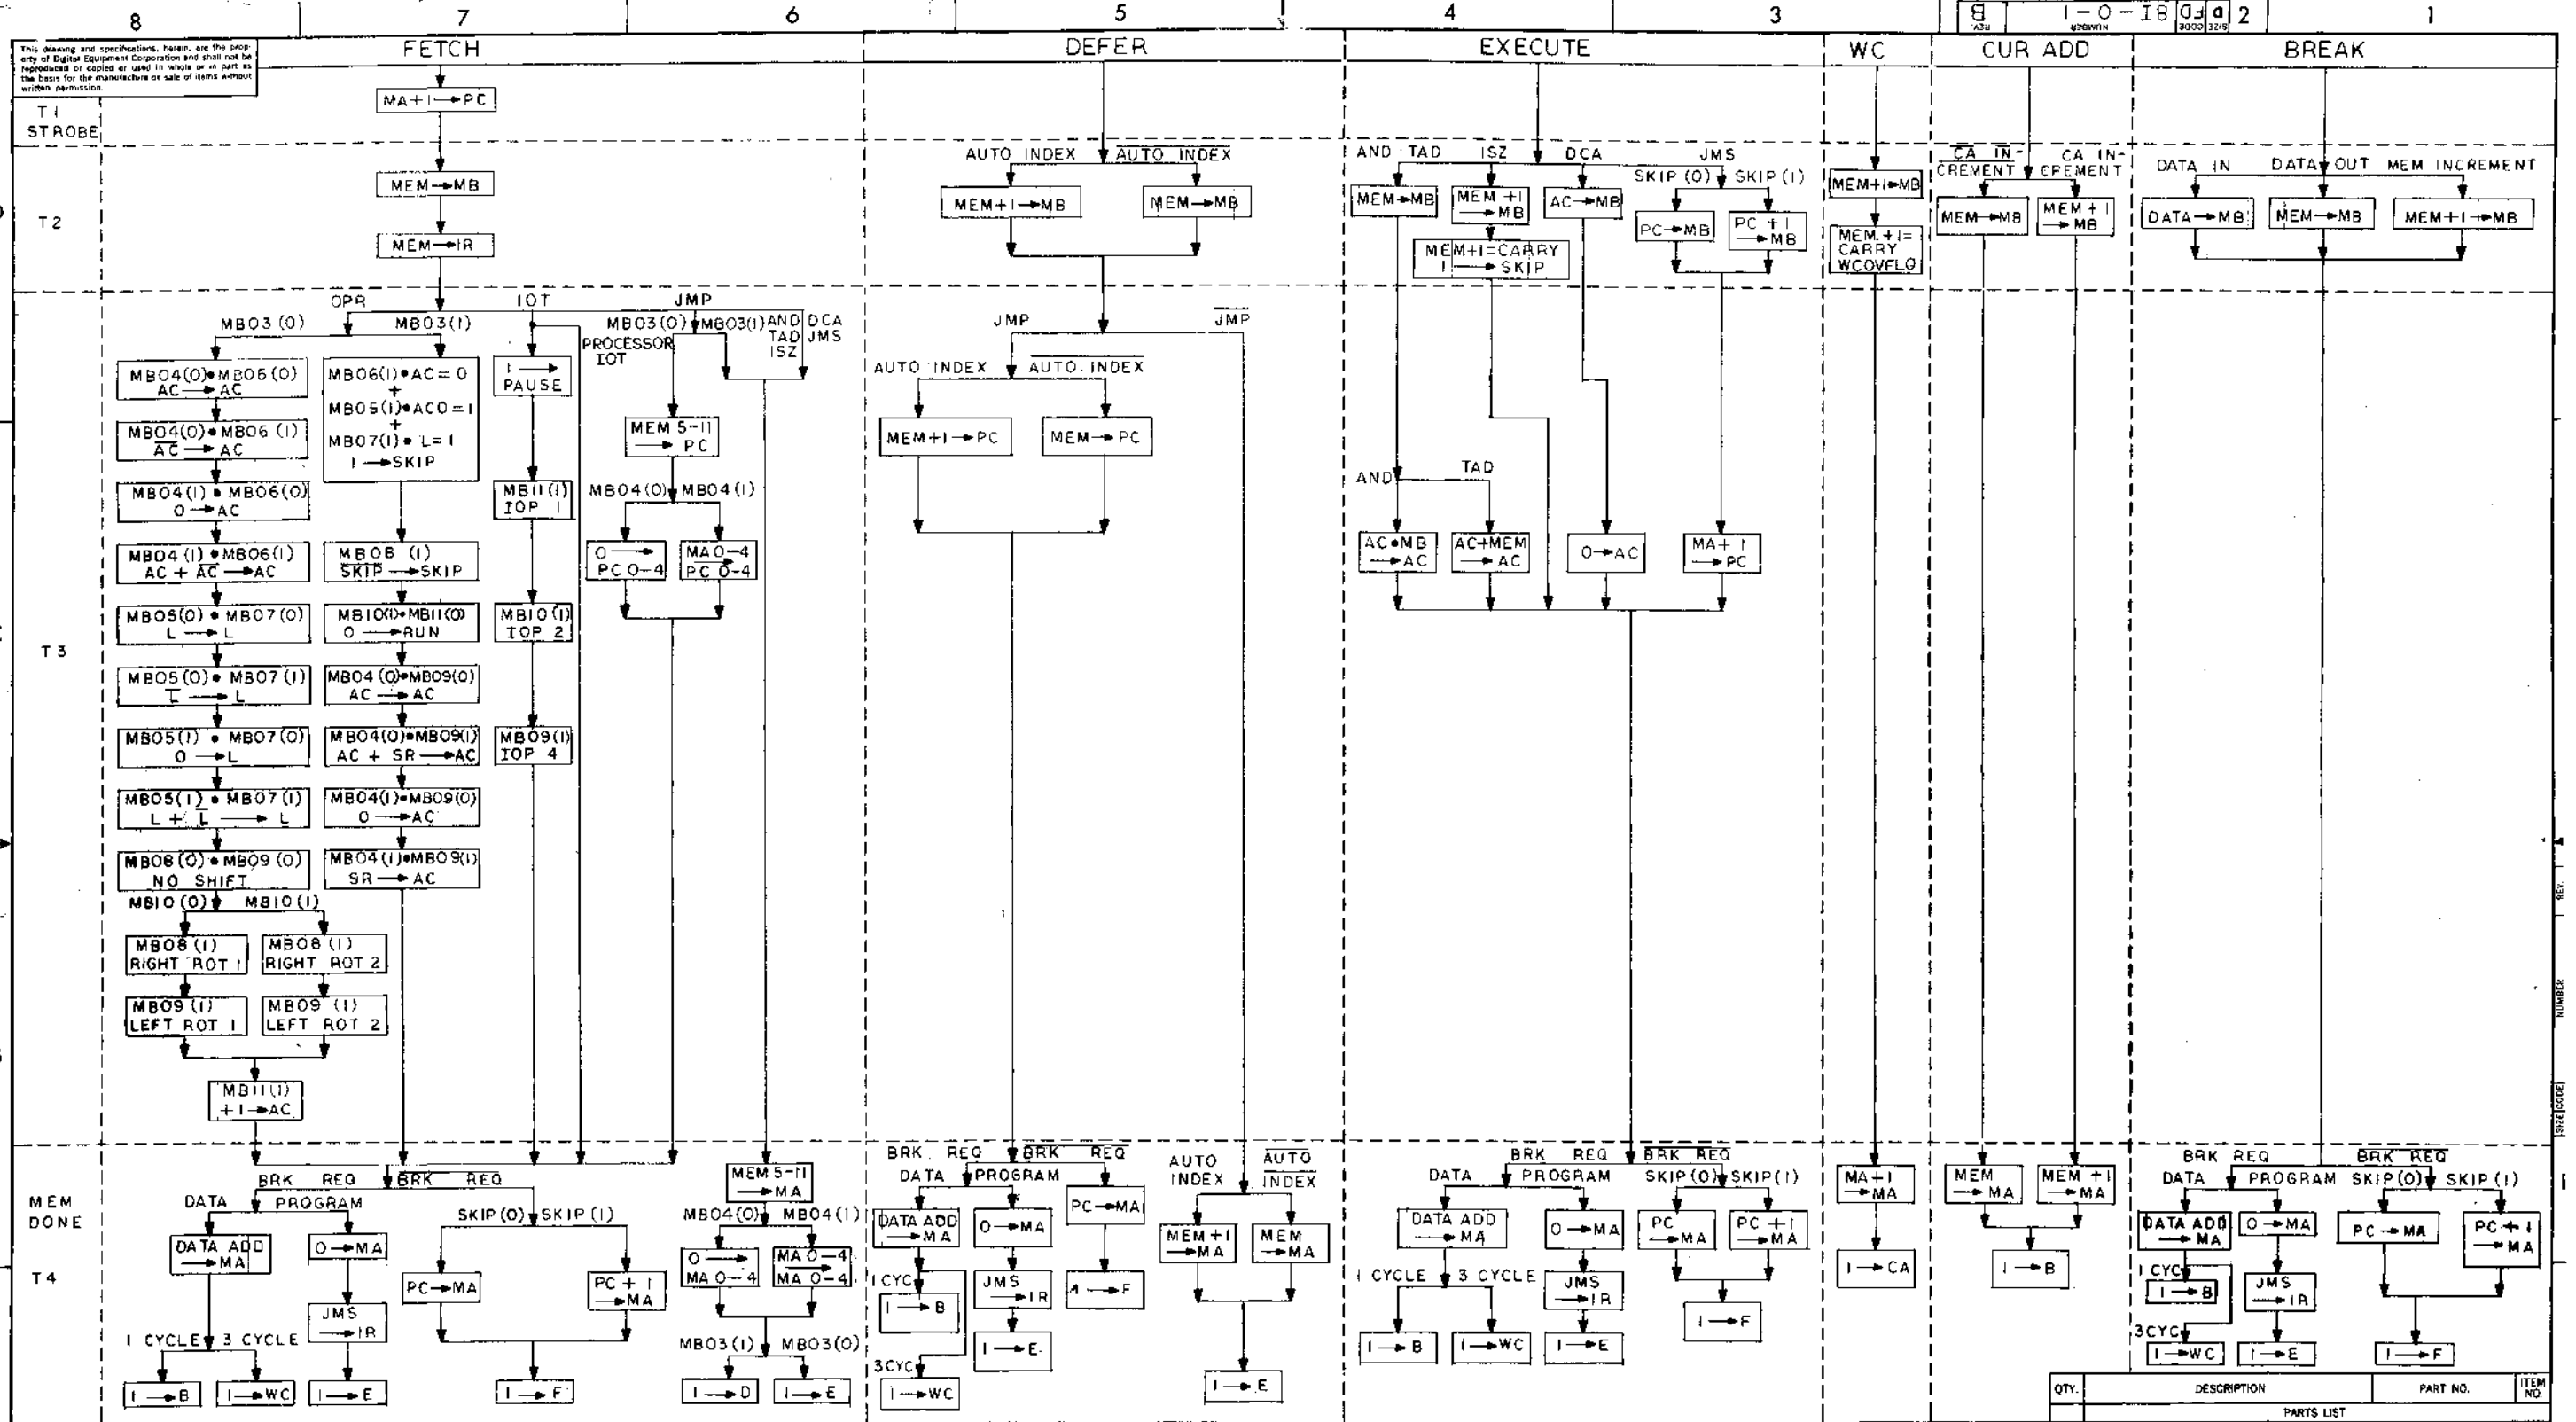 8 7 6 5 4 3 2 1
D FD 8I-0-1 B
SIZE CODE NUMBER REV.
This drawing and specifications, herein, are the prop-
erty of Digital Equipment Corporation and shall not be
reproduced or copied or used in whole or in part as
the basis for the manufacture or sale of items without
written permission.
FETCH DEFER EXECUTE WC CUR ADD BREAK
T1
STROBE
MA+1→PC
T2
MEM→MB
MEM→IR
AUTO INDEX A̅U̅T̅O̅ I̅N̅D̅E̅X̅
MEM+1→MB MEM→MB
AND TAD ISZ DCA JMS
SKIP (0) SKIP (1)
MEM→MB
MEM +1
→MB
AC→MB
PC→MB
PC +1
→MB
MEM+1=CARRY
1→SKIP
MEM+1→MB
MEM+1=
CARRY
WCOVFLG
C̅A̅ I̅N̅-
CREMENT
CA IN-
CREMENT
MEM→MB
MEM +1
→MB
DATA IN DATA OUT MEM INCREMENT
DATA→MB MEM→MB MEM+1→MB
T3
OPR IOT JMP
MB03 (0) MB03(1)
MB04(0)•MB06(0)
AC→AC
MB04(0)•MB06 (1)
A̅C̅→AC
MB04(1)•MB06(0)
0→AC
MB04 (1)•MB06(1)
AC + A̅C̅→AC
MB05(0)•MB07(0)
L→L
MB05(0)•MB07(1)
L̅→L
MB05(1)•MB07(0)
0→L
MB05(1)•MB07(1)
L+L̅→L
MB08(0)•MB09(0)
NO SHIFT
MB10(0) MB10(1)
MB08 (1)
RIGHT ROT 1
MB08 (1)
RIGHT ROT 2
MB09 (1)
LEFT ROT 1
MB09 (1)
LEFT ROT 2
MB11(1)
+1→AC
MB06(1)•AC=0
+
MB05(1)•AC0=1
+
MB07(1)•L=1
1→SKIP
MB08 (1)
S̅K̅I̅P̅→SKIP
MB10(1)•MB11(0)
0→RUN
MB04 (0)•MB09(0)
AC→AC
MB04(0)•MB09(1)
AC + SR→AC
MB04(1)•MB09(0)
0→AC
MB04(1)•MB09(1)
SR→AC
1→
PAUSE
MB11(1)
IOP 1
MB10(1)
IOP 2
MB09(1)
IOP 4
PROCESSOR
IOT
MB03(0) MB03(1)
AND DCA
TAD JMS
ISZ
MEM 5-11
→PC
MB04(0) MB04(1)
0→
PC 0-4
MA 0-4
→
PC 0-4
JMP J̅M̅P̅
AUTO INDEX A̅U̅T̅O̅ I̅N̅D̅E̅X̅
MEM+1→PC MEM→PC
AND TAD
AC•MB
→AC
AC+MEM
→AC
0→AC
MA+1
→PC
MEM
DONE
T4
BRK REQ B̅R̅K̅ R̅E̅Q̅
DATA PROGRAM
DATA ADD
→MA
0→MA
JMS
→IR
1 CYCLE 3 CYCLE
1→B 1→WC 1→E
SKIP(0) SKIP(1)
PC→MA
PC + 1
→MA
1→F
MEM 5-11
→MA
MB04(0) MB04(1)
0→
MA 0-4
MA 0-4
→
MA 0-4
MB03(1) MB03(0)
1→D 1→E
BRK REQ B̅R̅K̅ R̅E̅Q̅
DATA PROGRAM
DATA ADD
→MA
0→MA
PC→MA
1 CYC
1→B
JMS
→IR
1→F
1→E
3CYC
1→WC
AUTO
INDEX
A̅U̅T̅O̅
I̅N̅D̅E̅X̅
MEM+1
→MA
MEM
→MA
1→E
BRK REQ B̅R̅K̅ R̅E̅Q̅
DATA PROGRAM SKIP(0) SKIP(1)
DATA ADD
→MA
0→MA
PC
→MA
PC +1
→MA
1 CYCLE 3 CYCLE
JMS
→IR
1→F
1→B 1→WC 1→E
MA+1
→MA
1→CA
MEM
→MA
MEM +1
→MA
1→B
BRK REQ B̅R̅K̅ R̅E̅Q̅
DATA PROGRAM SKIP(0) SKIP(1)
DATA ADD
→MA
0→MA
PC→MA
PC+1
→MA
1 CYC
1→B
JMS
→IR
3CYC
1→WC 1→E 1→F
QTY. DESCRIPTION PART NO. ITEM NO.
PARTS LIST
SIZE CODE NUMBER REV.